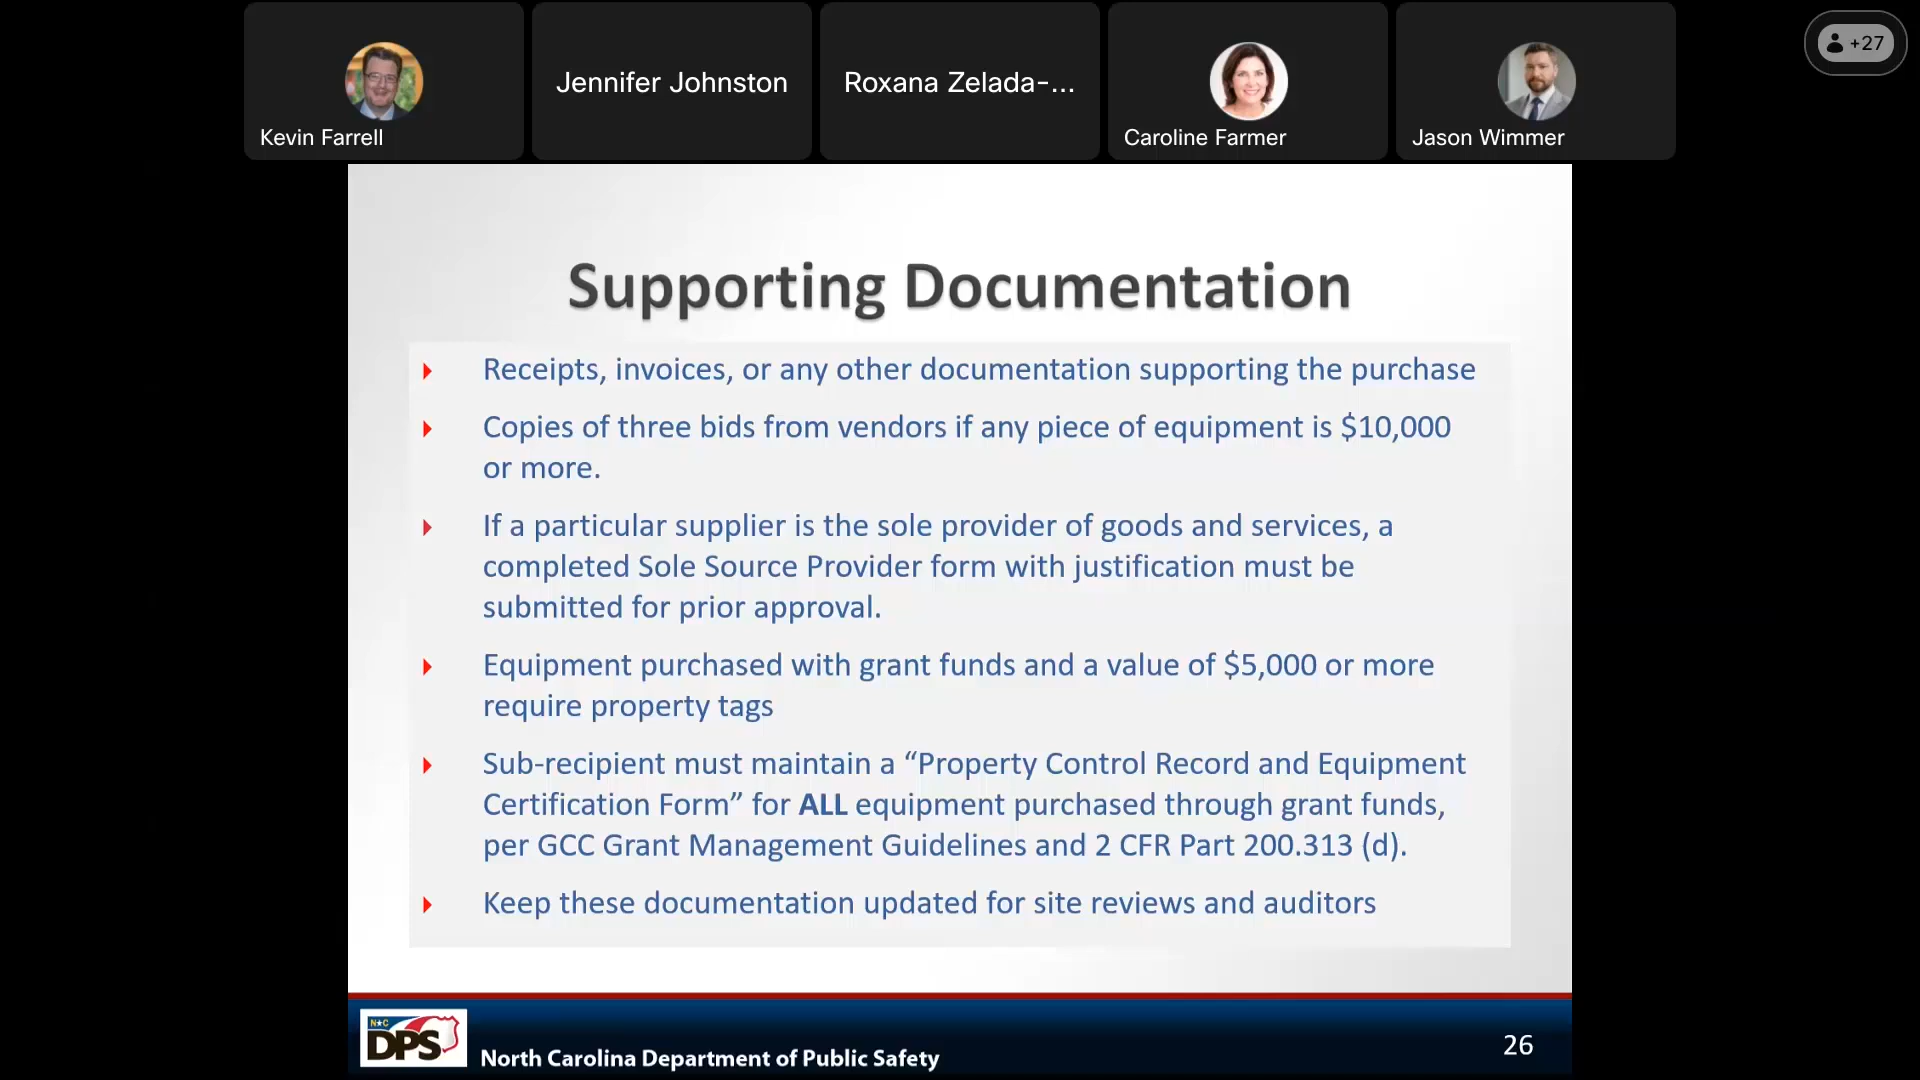 Kevin Farrell
Jennifer Johnston
Roxana Zelada-...
Caroline Farmer
Jason Wimmer
+27
Supporting Documentation
Receipts, invoices, or any other documentation supporting the purchase
Copies of three bids from vendors if any piece of equipment is $10,000
or more.
If a particular supplier is the sole provider of goods and services, a
completed Sole Source Provider form with justification must be
submitted for prior approval.
Equipment purchased with grant funds and a value of $5,000 or more
require property tags
Sub-recipient must maintain a “Property Control Record and Equipment
Certification Form” for ALL equipment purchased through grant funds,
per GCC Grant Management Guidelines and 2 CFR Part 200.313 (d).
Keep these documentation updated for site reviews and auditors
N★C
DPS
North Carolina Department of Public Safety
26